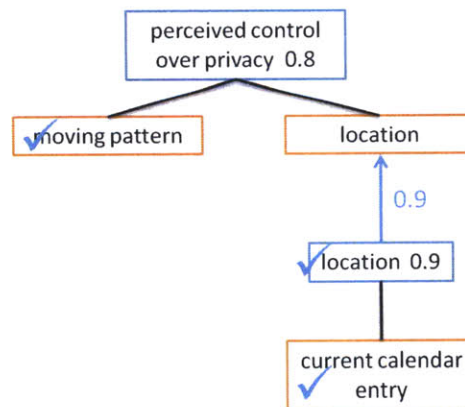 perceived control
over privacy 0.8
moving pattern
location
0.9
location 0.9
current calendar
entry